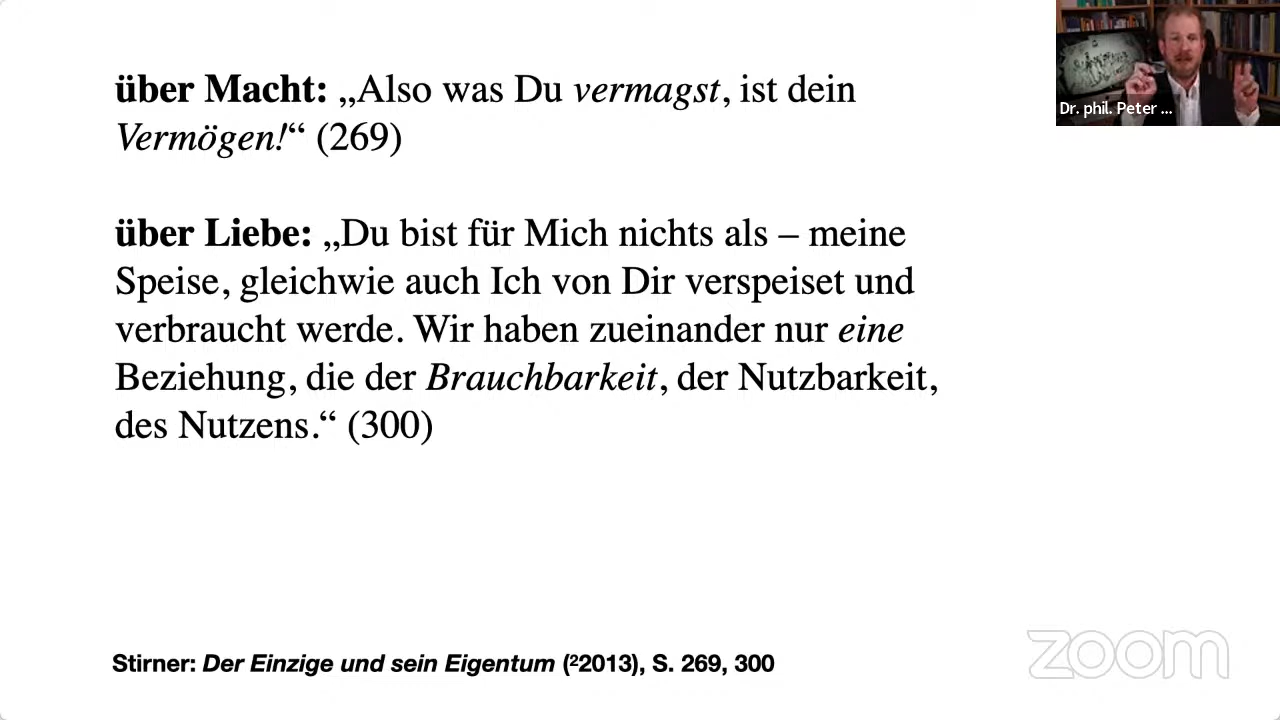 über Macht: „Also was Du vermagst, ist dein
Vermögen!“ (269)
über Liebe: „Du bist für Mich nichts als – meine
Speise, gleichwie auch Ich von Dir verspeiset und
verbraucht werde. Wir haben zueinander nur eine
Beziehung, die der Brauchbarkeit, der Nutzbarkeit,
des Nutzens.“ (300)
Stirner: Der Einzige und sein Eigentum (²2013), S. 269, 300
Dr. phil. Peter ...
zoom